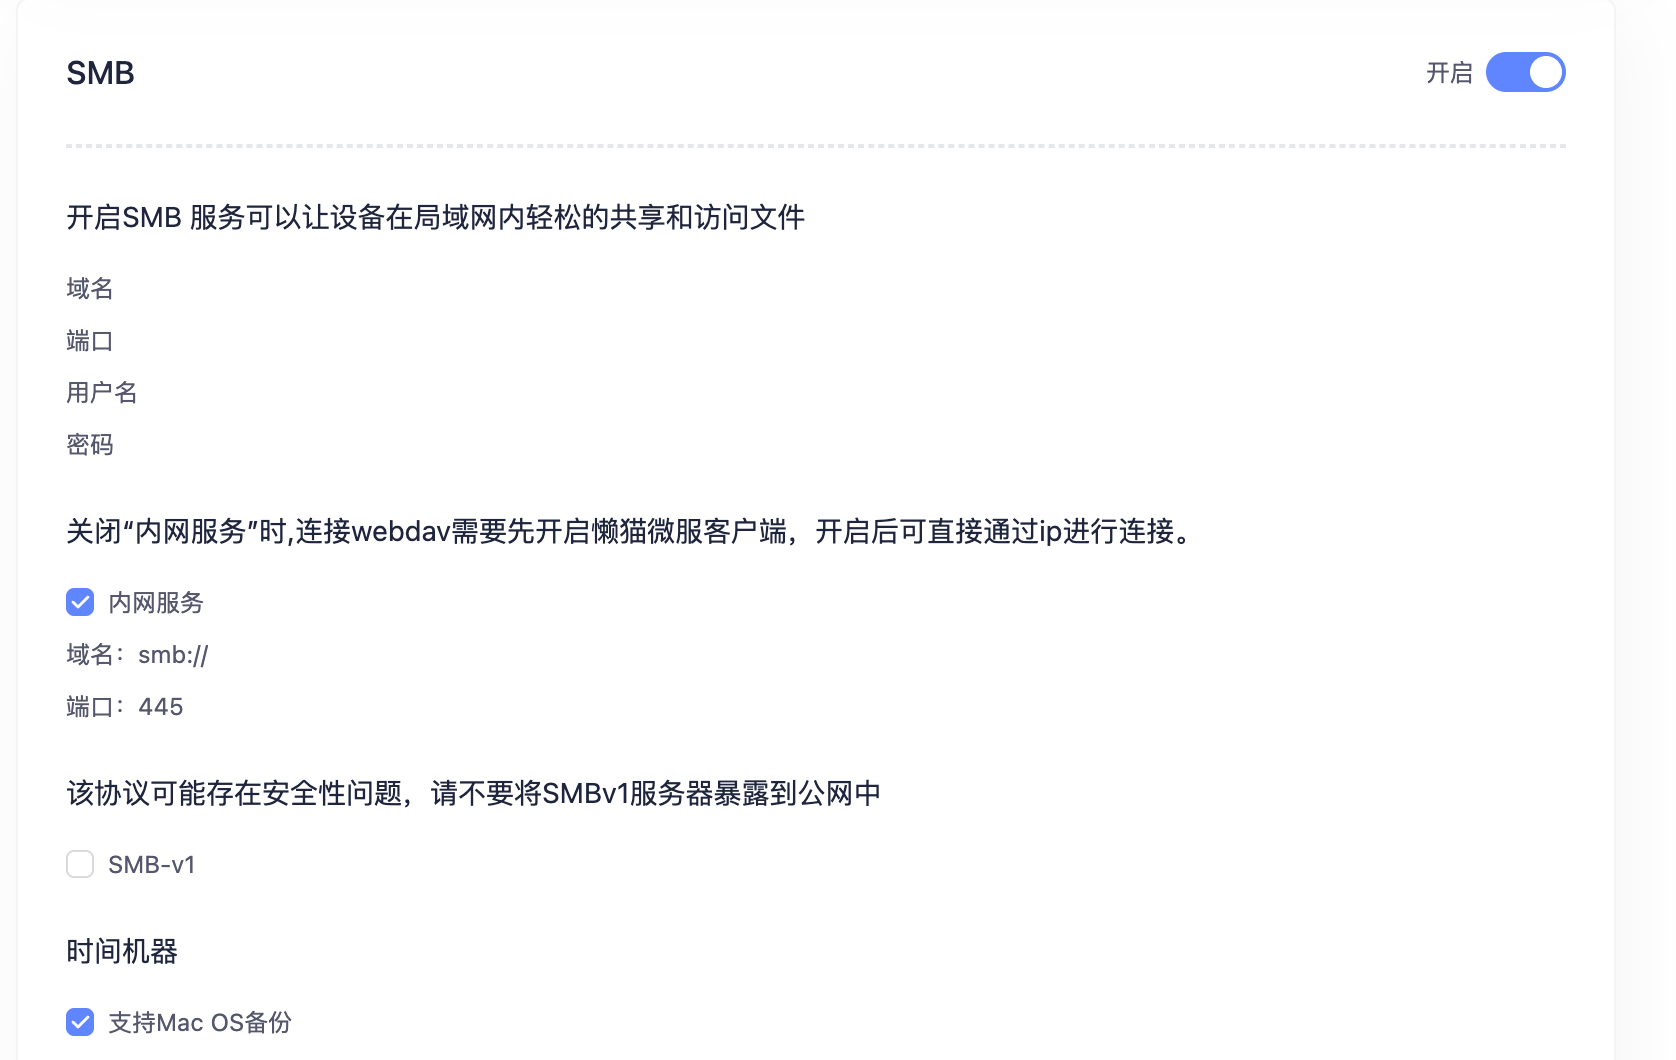 SMB
开启
开启SMB 服务可以让设备在局域网内轻松的共享和访问文件
域名
端口
用户名
密码
关闭“内网服务”时,连接webdav需要先开启懒猫微服客户端，开启后可直接通过ip进行连接。
内网服务
域名：smb://
端口：445
该协议可能存在安全性问题，请不要将SMBv1服务器暴露到公网中
SMB-v1
时间机器
支持Mac OS备份